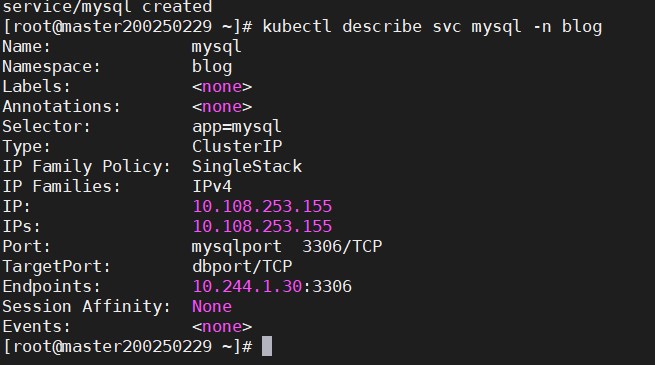 service/mysql created
[root@master200250229 ~]# kubectl describe svc mysql -n blog
Name:              mysql
Namespace:         blog
Labels:            <none>
Annotations:       <none>
Selector:          app=mysql
Type:              ClusterIP
IP Family Policy:  SingleStack
IP Families:       IPv4
IP:                10.108.253.155
IPs:               10.108.253.155
Port:              mysqlport  3306/TCP
TargetPort:        dbport/TCP
Endpoints:         10.244.1.30:3306
Session Affinity:  None
Events:            <none>
[root@master200250229 ~]#